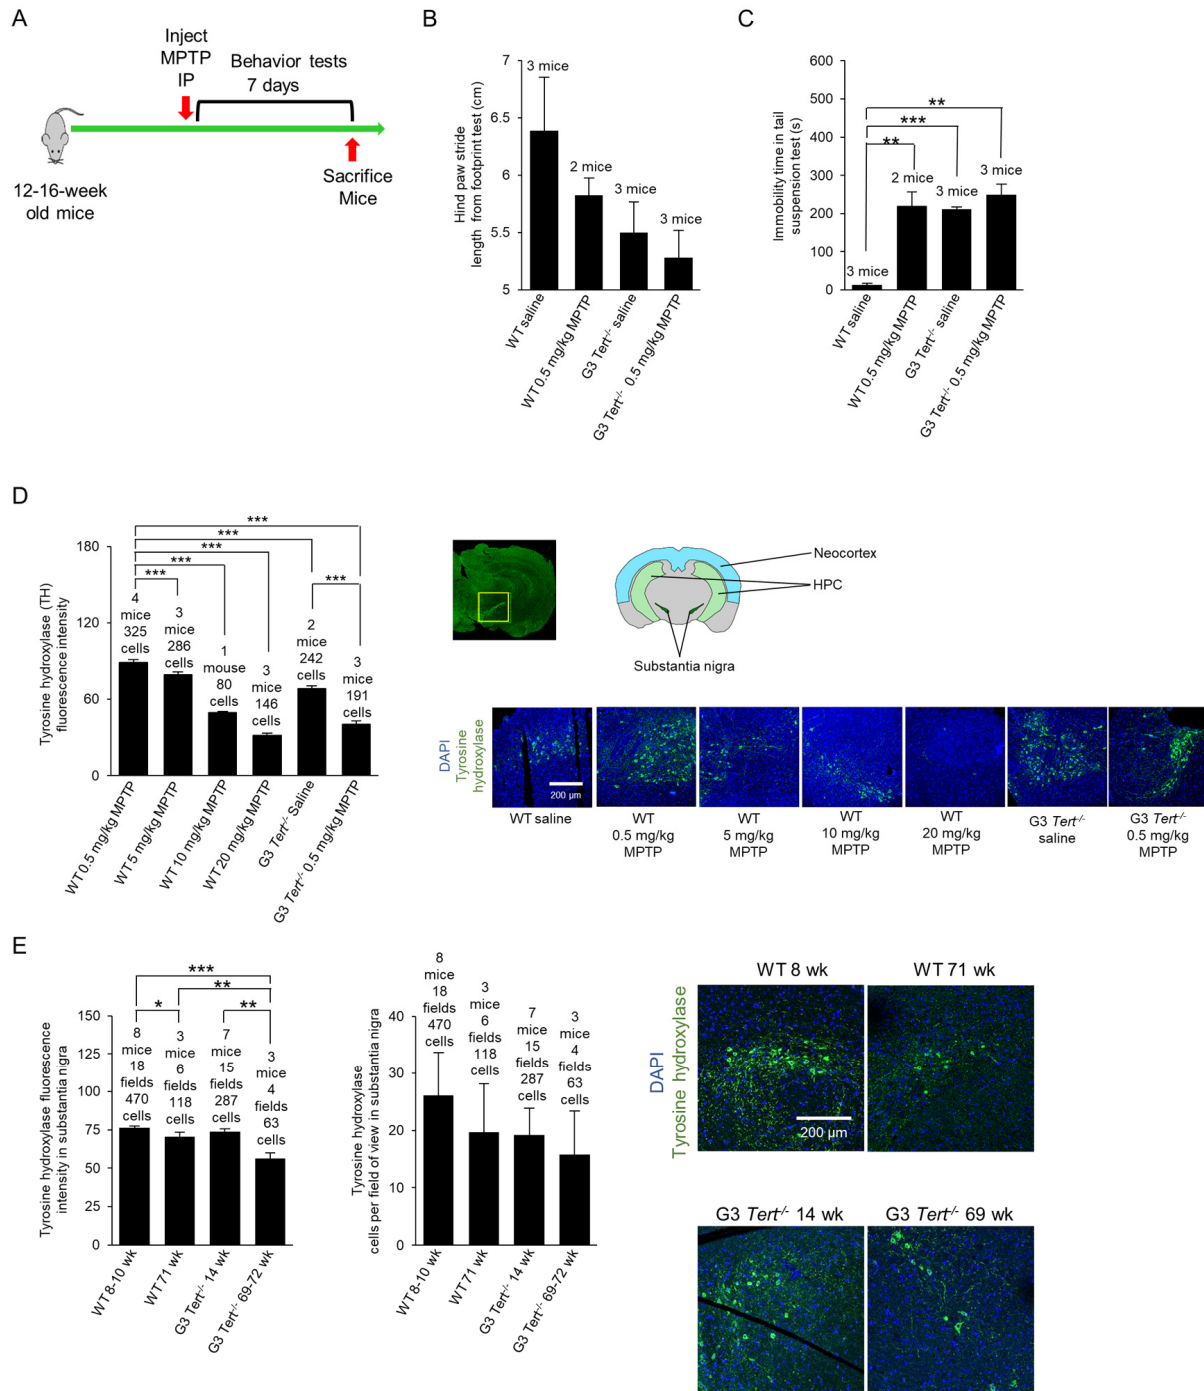 A
Inject
MPTP
IP
Behavior tests
7 days
12-16-week
old mice
Sacrifice
Mice
B
Hind paw stride
length from footprint test (cm)
7
6.5
6
5.5
5
3 mice
2 mice
3 mice
3 mice
WT saline
WT 0.5 mg/kg MPTP
G3 Tert-/- saline
G3 Tert-/- 0.5 mg/kg MPTP
C
Immobility time in tail
suspension test (s)
600
500
400
300
200
100
0
**
***
**
3 mice
2 mice
3 mice
3 mice
WT saline
WT 0.5 mg/kg MPTP
G3 Tert-/- saline
G3 Tert-/- 0.5 mg/kg MPTP
D
Tyrosine hydroxylase (TH)
fluorescence intensity
180
120
60
0
***
***
***
***
***
***
4
mice
325
cells
3
mice
286
cells
1
mouse
80
cells
3
mice
146
cells
2
mice
242
cells
3
mice
191
cells
WT 0.5 mg/kg MPTP
WT 5 mg/kg MPTP
WT 10 mg/kg MPTP
WT 20 mg/kg MPTP
G3 Tert-/- Saline
G3 Tert-/- 0.5 mg/kg MPTP
Neocortex
HPC
Substantia nigra
DAPI
Tyrosine
hydroxylase
200 µm
WT saline
WT
0.5 mg/kg
MPTP
WT
5 mg/kg
MPTP
WT
10 mg/kg
MPTP
WT
20 mg/kg
MPTP
G3 Tert-/-
saline
G3 Tert-/-
0.5 mg/kg
MPTP
E
Tyrosine hydroxylase fluorescence
intensity in substantia nigra
150
125
100
75
50
25
0
***
**
*
**
8
mice
18
fields
470
cells
3
mice
6
fields
118
cells
7
mice
15
fields
287
cells
3
mice
4
fields
63
cells
WT 8-10 wk
WT 71 wk
G3 Tert-/- 14 wk
G3 Tert-/- 69-72 wk
Tyrosine hydroxylase
cells per field of view in substantia nigra
40
30
20
10
0
8
mice
18
fields
470
cells
3
mice
6
fields
118
cells
7
mice
15
fields
287
cells
3
mice
4
fields
63
cells
WT 8-10 wk
WT 71 wk
G3 Tert-/- 14 wk
G3 Tert-/- 69-72 wk
DAPI
Tyrosine hydroxylase
WT 8 wk
WT 71 wk
200 µm
G3 Tert-/- 14 wk
G3 Tert-/- 69 wk